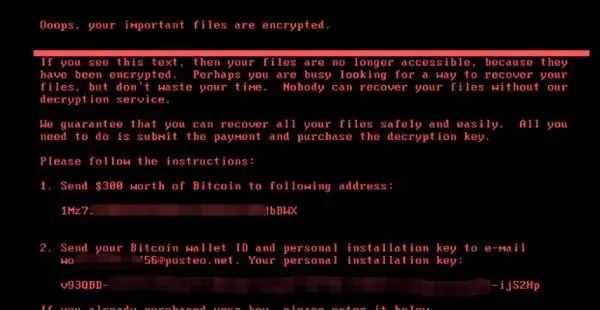 Ooops, your important files are encrypted.
If you see this text, then your files are no longer accessible, because they
have been encrypted. Perhaps you are busy looking for a way to recover your
files, but don't waste your time. Nobody can recover your files without our
decryption service.
We guarantee that you can recover all your files safely and easily. All you
need to do is submit the payment and purchase the decryption key.
Please follow the instructions:
1. Send $300 worth of Bitcoin to following address:
1Mz7 bBWX
2. Send your Bitcoin wallet ID and personal installation key to e-mail
wo 56@posteo.net. Your personal installation key:
v93QDD- -ijS2Hp
If you already purchased your key, please enter it below.